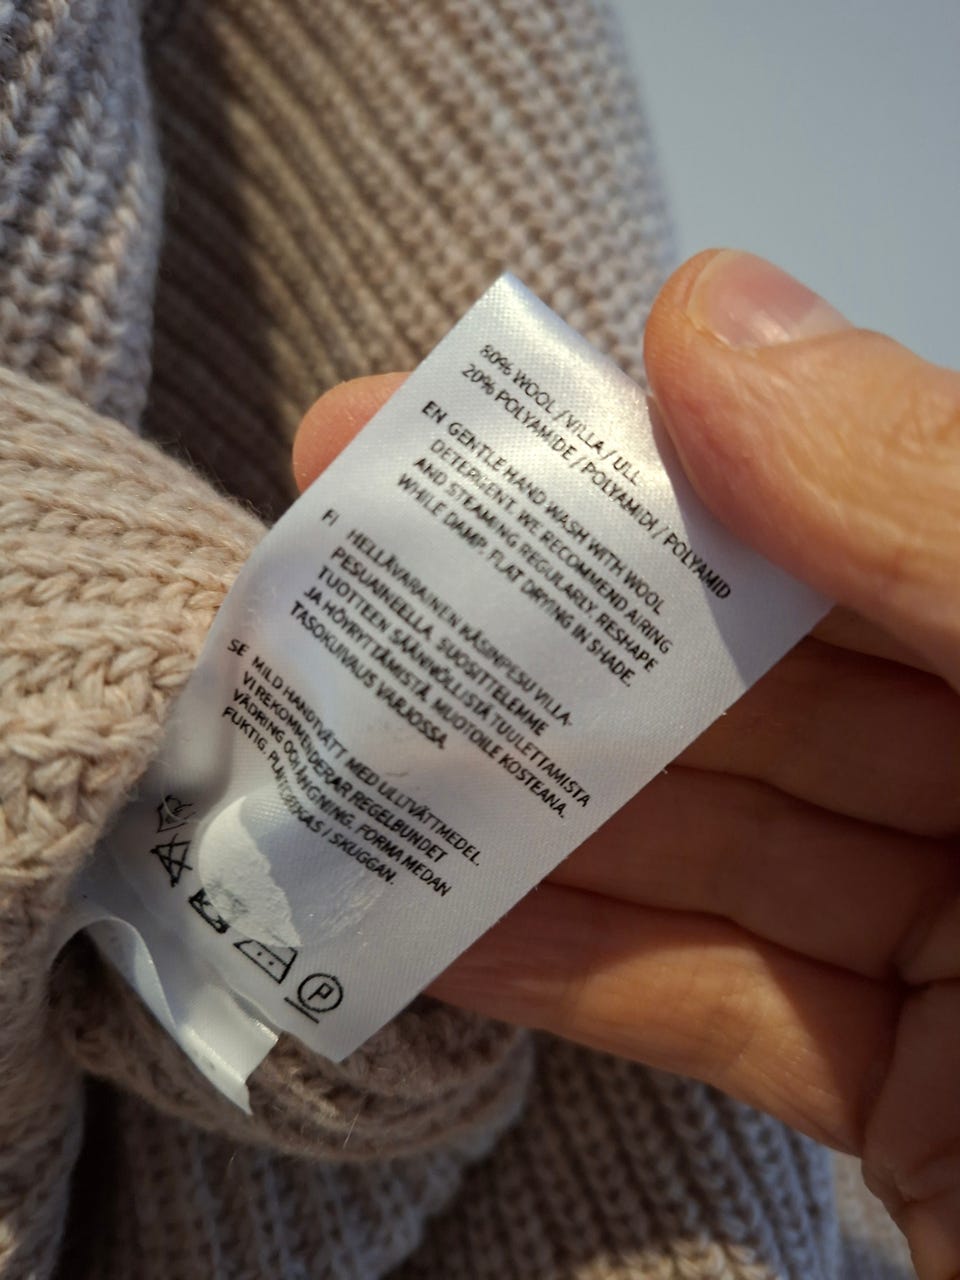 80% WOOL / VILLA / ULL
20% POLYAMIDE / POLYAMIDI / POLYAMID
EN GENTLE HAND WASH WITH WOOL
DETERGENT. WE RECOMMEND AIRING
AND STEAMING REGULARLY. RESHAPE
WHILE DAMP. FLAT DRYING IN SHADE.
FI HELLÄVARAINEN KÄSINPESU VILLA-
PESUAINEELLA. SUOSITTELEMME
TUOTTEEN SÄÄNNÖLLISTÄ TUULETTAMISTA
JA HÖYRYTTÄMISTÄ. MUOTOILE KOSTEANA.
TASOKUIVAUS VARJOSSA.
SE MILD HANDTVÄTT MED ULLTVÄTTMEDEL.
VI REKOMMENDERAR REGELBUNDET
VÄDRING OCH ÅNGNING. FORMA MEDAN
FUKTIG. PLANTORKAS I SKUGGAN.
P